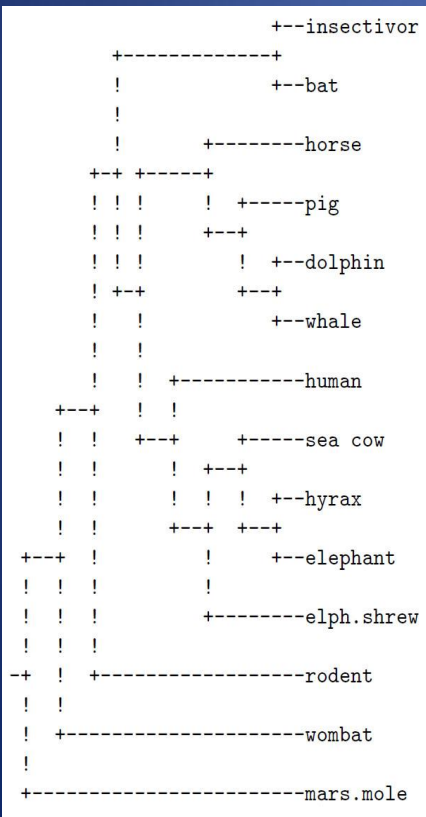 insectivor
bat
horse
pig
dolphin
whale
human
sea cow
hyrax
elephant
elph.shrew
rodent
wombat
mars.mole